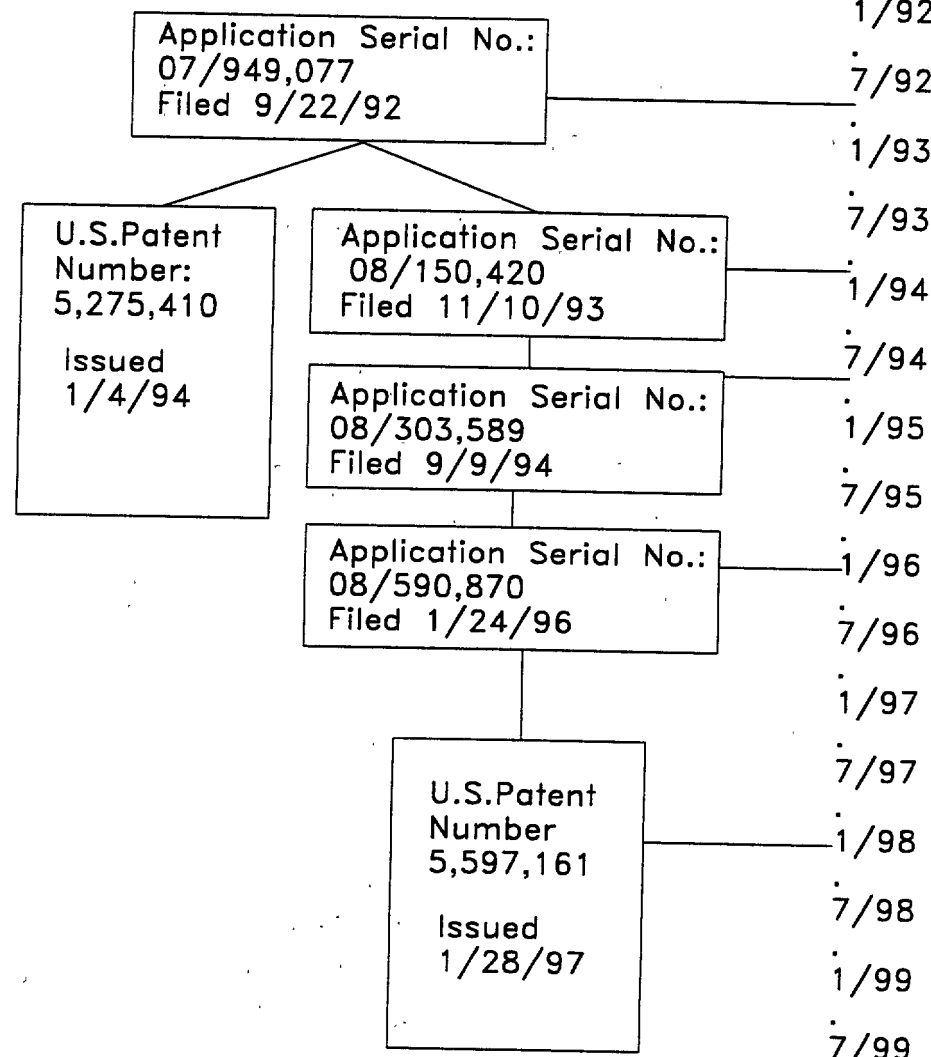 Application Serial No.:
07/949,077
Filed 9/22/92
U.S.Patent
Number:
5,275,410
Issued
1/4/94
Application Serial No.:
08/150,420
Filed 11/10/93
Application Serial No.:
08/303,589
Filed 9/9/94
Application Serial No.:
08/590,870
Filed 1/24/96
U.S.Patent
Number
5,597,161
Issued
1/28/97
1/92
7/92
1/93
7/93
1/94
7/94
1/95
7/95
1/96
7/96
1/97
7/97
1/98
7/98
1/99
7/99